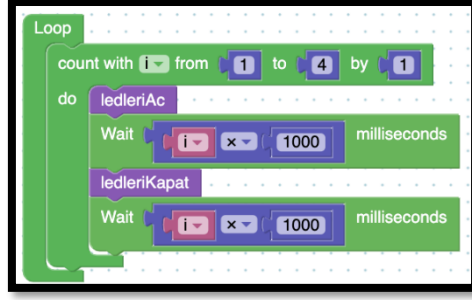 Loop
count with i from 1 to 4 by 1
do ledleriAc
Wait i × 1000 milliseconds
ledleriKapat
Wait i × 1000 milliseconds